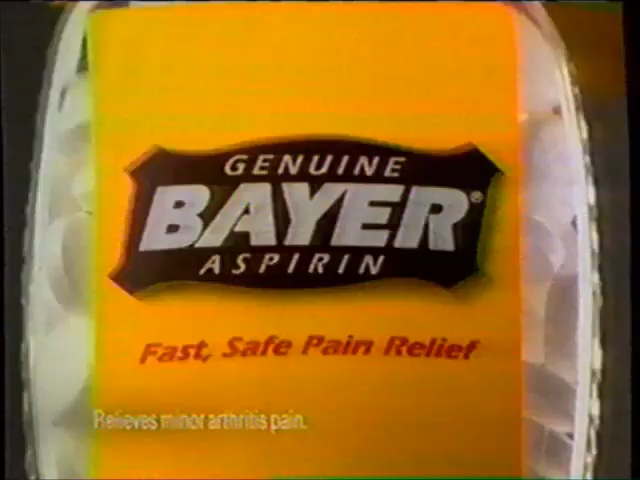 GENUINE
BAYER®
ASPIRIN
Fast, Safe Pain Relief
Relieves minor arthritis pain.